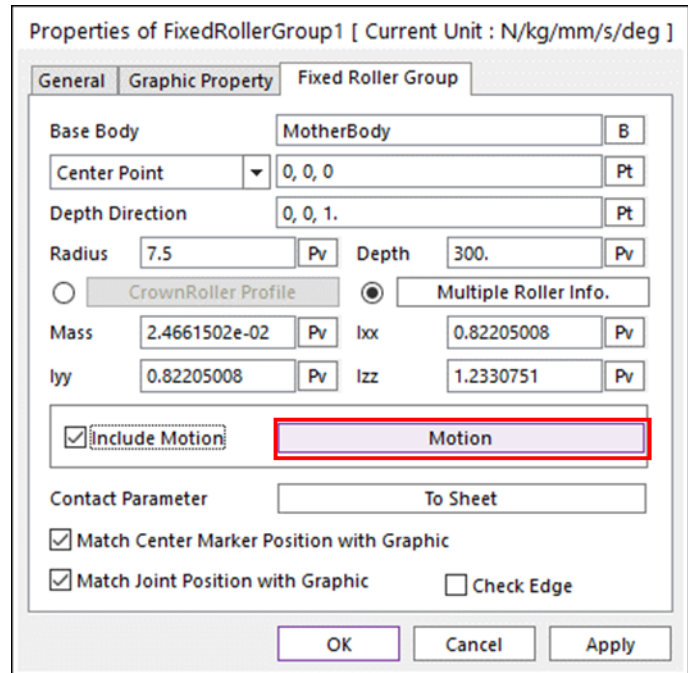 Properties of FixedRollerGroup1 [ Current Unit : N/kg/mm/s/deg ]
General Graphic Property Fixed Roller Group
Base Body MotherBody B
Center Point 0, 0, 0 Pt
Depth Direction 0, 0, 1. Pt
Radius 7.5 Pv Depth 300. Pv
CrownRoller Profile Multiple Roller Info.
Mass 2.4661502e-02 Pv Ixx 0.82205008 Pv
Iyy 0.82205008 Pv Izz 1.2330751 Pv
Include Motion Motion
Contact Parameter To Sheet
Match Center Marker Position with Graphic
Match Joint Position with Graphic Check Edge
OK Cancel Apply